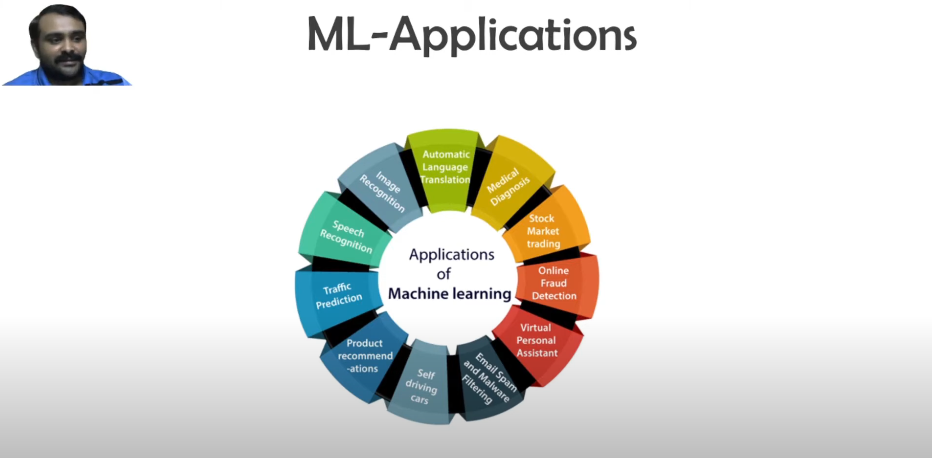 ML-Applications
Automatic
Language
Translation
Medical
Diagnosis
Stock
Market
trading
Online
Fraud
Detection
Virtual
Personal
Assistant
Email Spam
and Malware
Filtering
Self
driving
cars
Product
recommend
-ations
Traffic
Prediction
Speech
Recognition
Image
Recognition
Applications
of
Machine learning